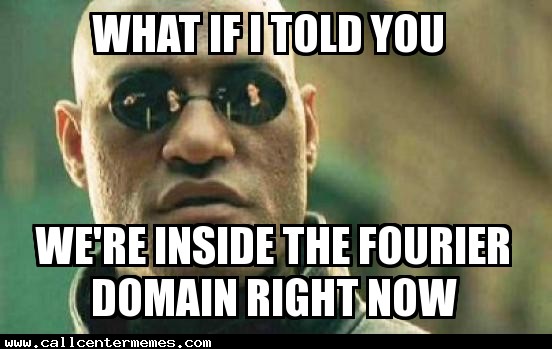 WHAT IF I TOLD YOU
WE'RE INSIDE THE FOURIER
DOMAIN RIGHT NOW
www.callcentermemes.com